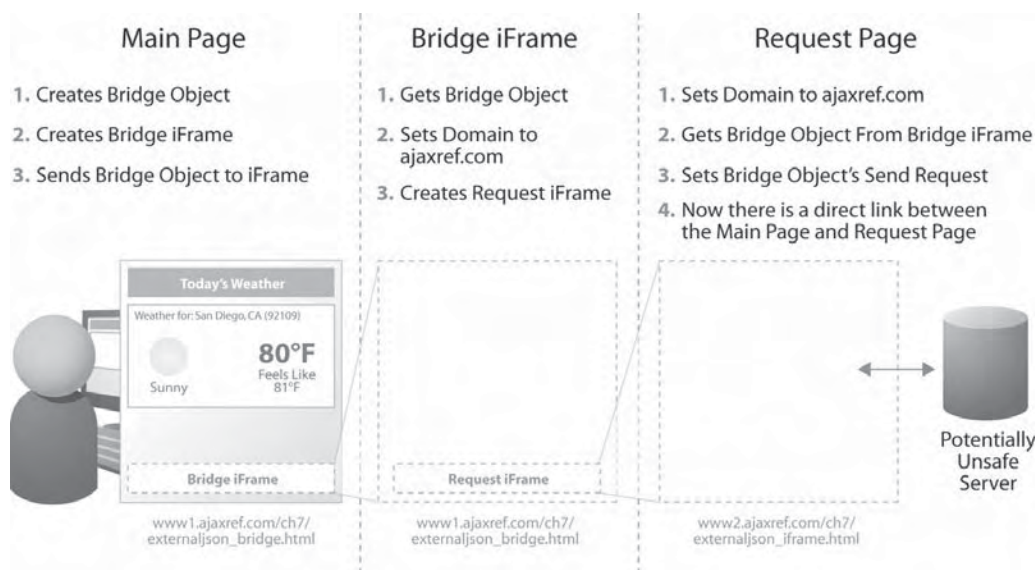 Main Page
1. Creates Bridge Object
2. Creates Bridge iFrame
3. Sends Bridge Object to iFrame
Bridge iFrame
1. Gets Bridge Object
2. Sets Domain to
ajaxref.com
3. Creates Request iFrame
Request Page
1. Sets Domain to ajaxref.com
2. Gets Bridge Object From Bridge iFrame
3. Sets Bridge Object's Send Request
4. Now there is a direct link between
the Main Page and Request Page
Today's Weather
Weather for: San Diego, CA (92109)
Sunny
80°F
Feels Like
81°F
Bridge iFrame
www1.ajaxref.com/ch7/
externaljson_bridge.html
Request iFrame
www1.ajaxref.com/ch7/
externaljson_bridge.html
www2.ajaxref.com/ch7/
externaljson_iframe.html
Potentially
Unsafe
Server